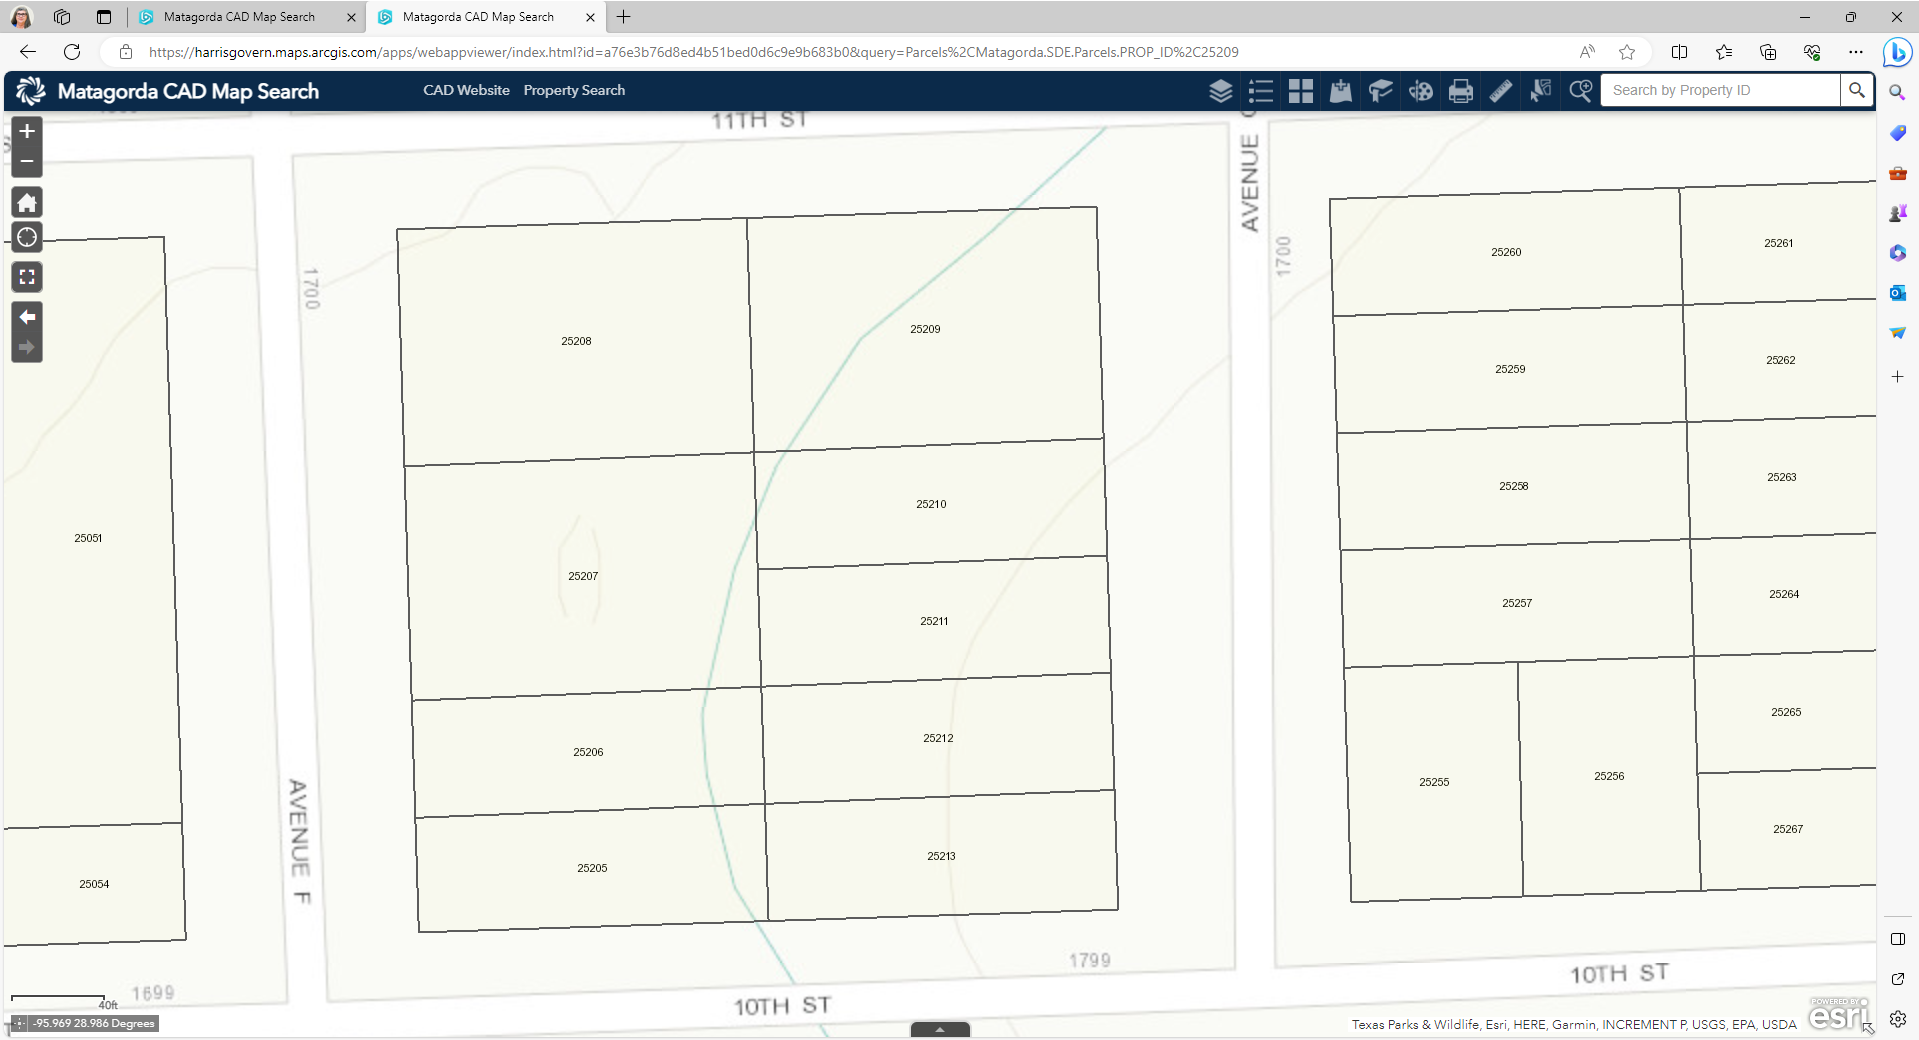 Matagorda CAD Map Search
Matagorda CAD Map Search
https://harrisgovern.maps.arcgis.com/apps/webappviewer/index.html?id=a76e3b76d8ed4b51bed0d6c9e9b683b0&query=Parcels%2CMatagorda.SDE.Parcels.PROP_ID%2C25209
Matagorda CAD Map Search
CAD Website
Property Search
Search by Property ID
11TH ST
AVENUE
1700
1700
25260
25261
25208
25209
25259
25262
25210
25258
25263
25051
25207
25211
25257
25264
25206
25212
25265
25255
25256
AVENUE F
25205
25213
25267
25054
1799
10TH ST
1699
40ft
10TH ST
-95.969 28.986 Degrees
Texas Parks & Wildlife, Esri, HERE, Garmin, INCREMENT P, USGS, EPA, USDA
POWERED BY
esri